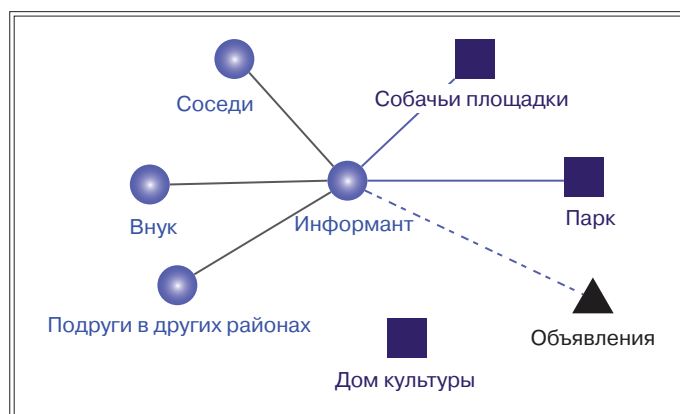 Соседи
Собачьи площадки
Внук
Информант
Парк
Подруги в других районах
Объявления
Дом культуры